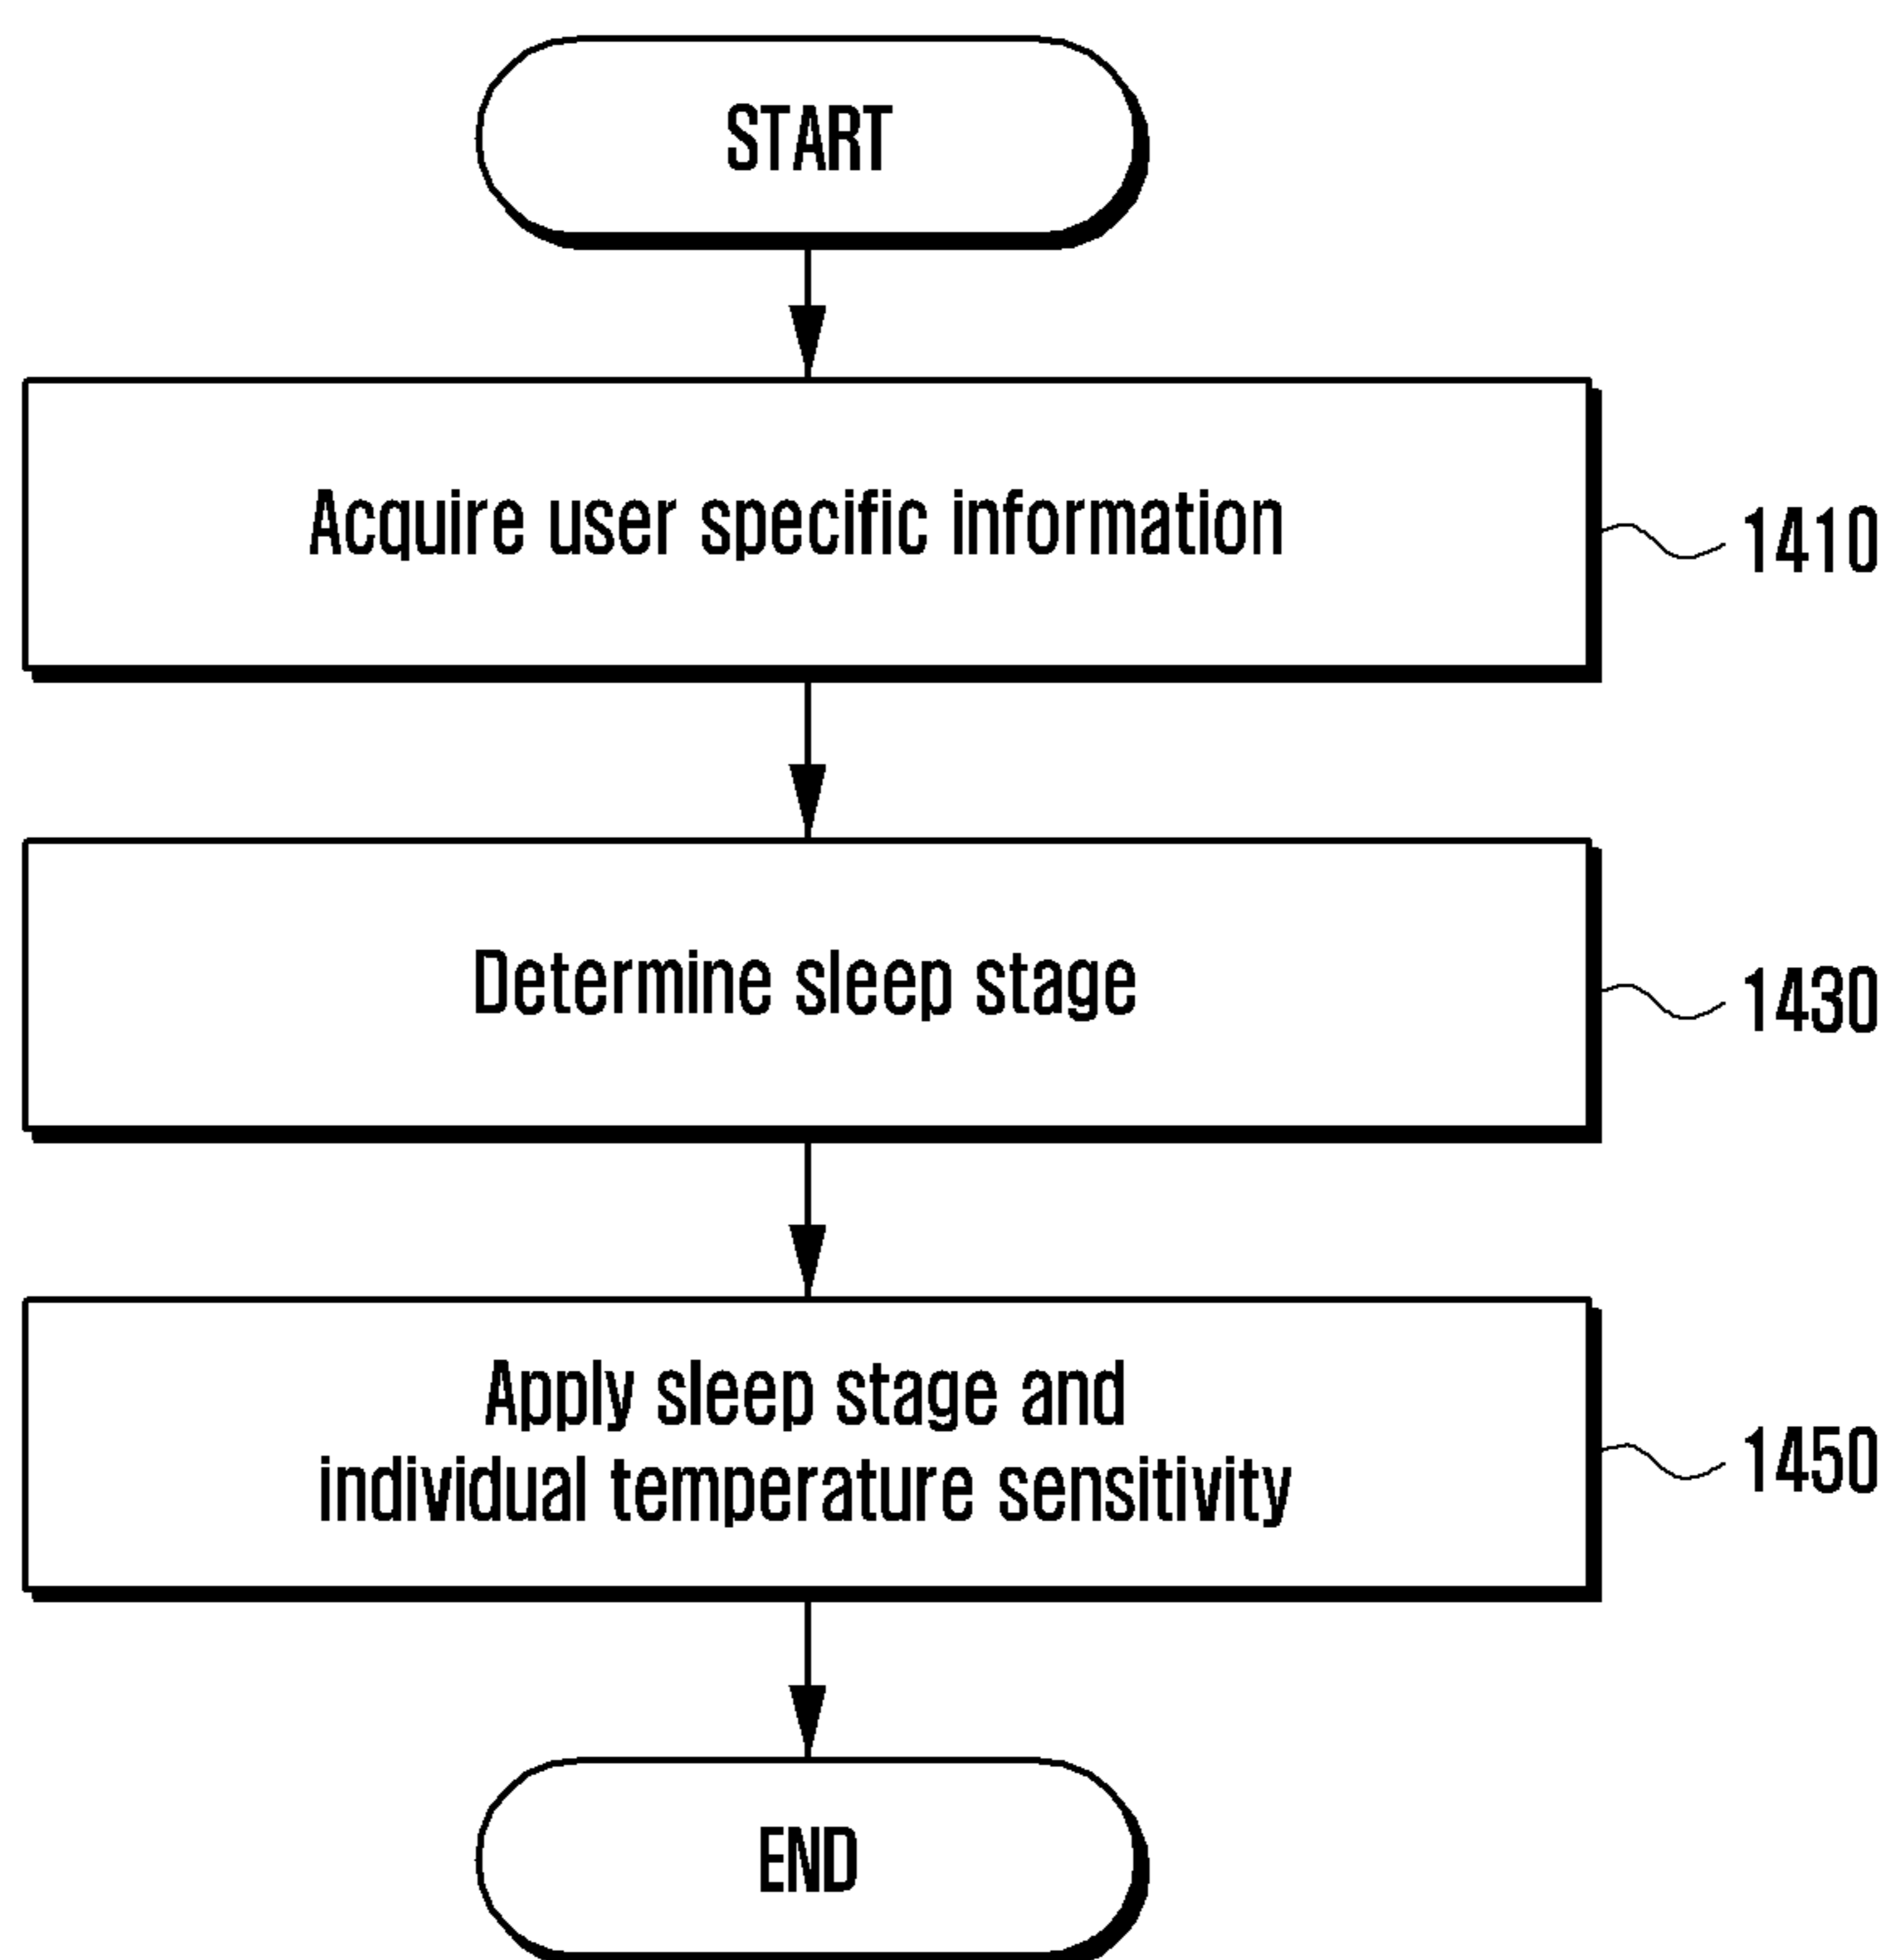 START
Acquire user specific information
1410
Determine sleep stage
1430
Apply sleep stage and
individual temperature sensitivity
1450
END